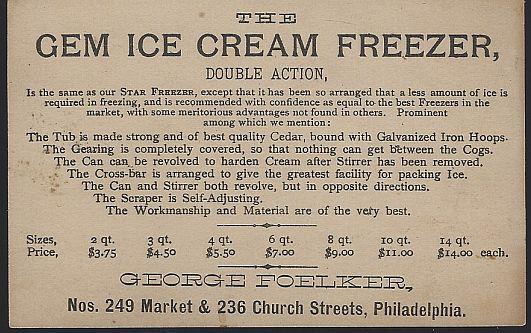 THE
GEM ICE CREAM FREEZER,
DOUBLE ACTION,
Is the same as our STAR FREEZER, except that it has been so arranged that a less amount of ice is
required in freezing, and is recommended with confidence as equal to the best Freezers in the
market, with some meritorious advantages not found in others. Prominent
among which we mention:
The Tub is made strong and of best quality Cedar, bound with Galvanized Iron Hoops.
The Gearing is completely covered, so that nothing can get between the Cogs.
The Can can be revolved to harden Cream after Stirrer has been removed.
The Cross-bar is arranged to give the greatest facility for packing Ice.
The Can and Stirrer both revolve, but in opposite directions.
The Scraper is Self-Adjusting.
The Workmanship and Material are of the very best.
Sizes, 2 qt. 3 qt. 4 qt. 6 qt. 8 qt. 10 qt. 14 qt.
Price, $3.75 $4.50 $5.50 $7.00 $9.00 $11.00 $14.00 each.
GEORGE FOELKER,
Nos. 249 Market & 236 Church Streets, Philadelphia.